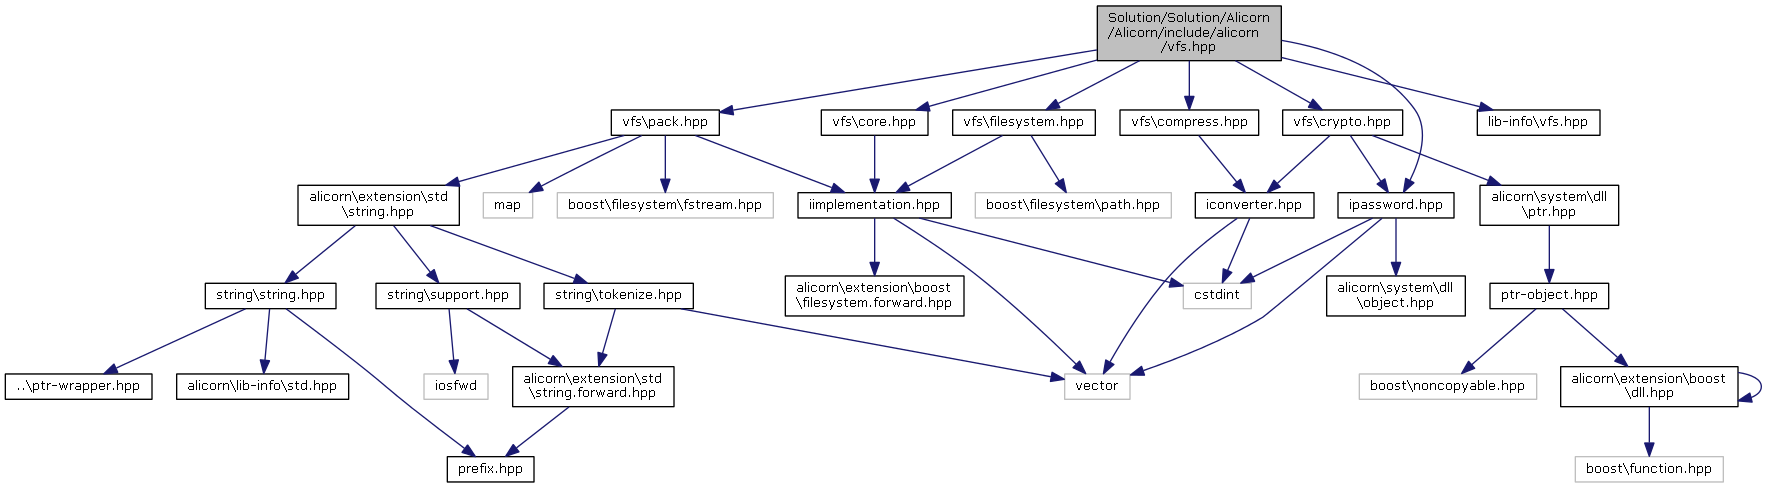 Solution/Solution/Alicorn
/Alicorn/include/alicorn
/vfs.hpp
vfs\pack.hpp
vfs\core.hpp
vfs\filesystem.hpp
vfs\compress.hpp
vfs\crypto.hpp
lib-info\vfs.hpp
alicorn\extension\std
\string.hpp
map
boost\filesystem\fstream.hpp
iimplementation.hpp
boost\filesystem\path.hpp
iconverter.hpp
ipassword.hpp
alicorn\system\dll
\ptr.hpp
string\string.hpp
string\support.hpp
string\tokenize.hpp
alicorn\extension\boost
\filesystem.forward.hpp
cstdint
alicorn\system\dll
\object.hpp
ptr-object.hpp
..\ptr-wrapper.hpp
alicorn\lib-info\std.hpp
iosfwd
alicorn\extension\std
\string.forward.hpp
vector
boost\noncopyable.hpp
alicorn\extension\boost
\dll.hpp
prefix.hpp
boost\function.hpp